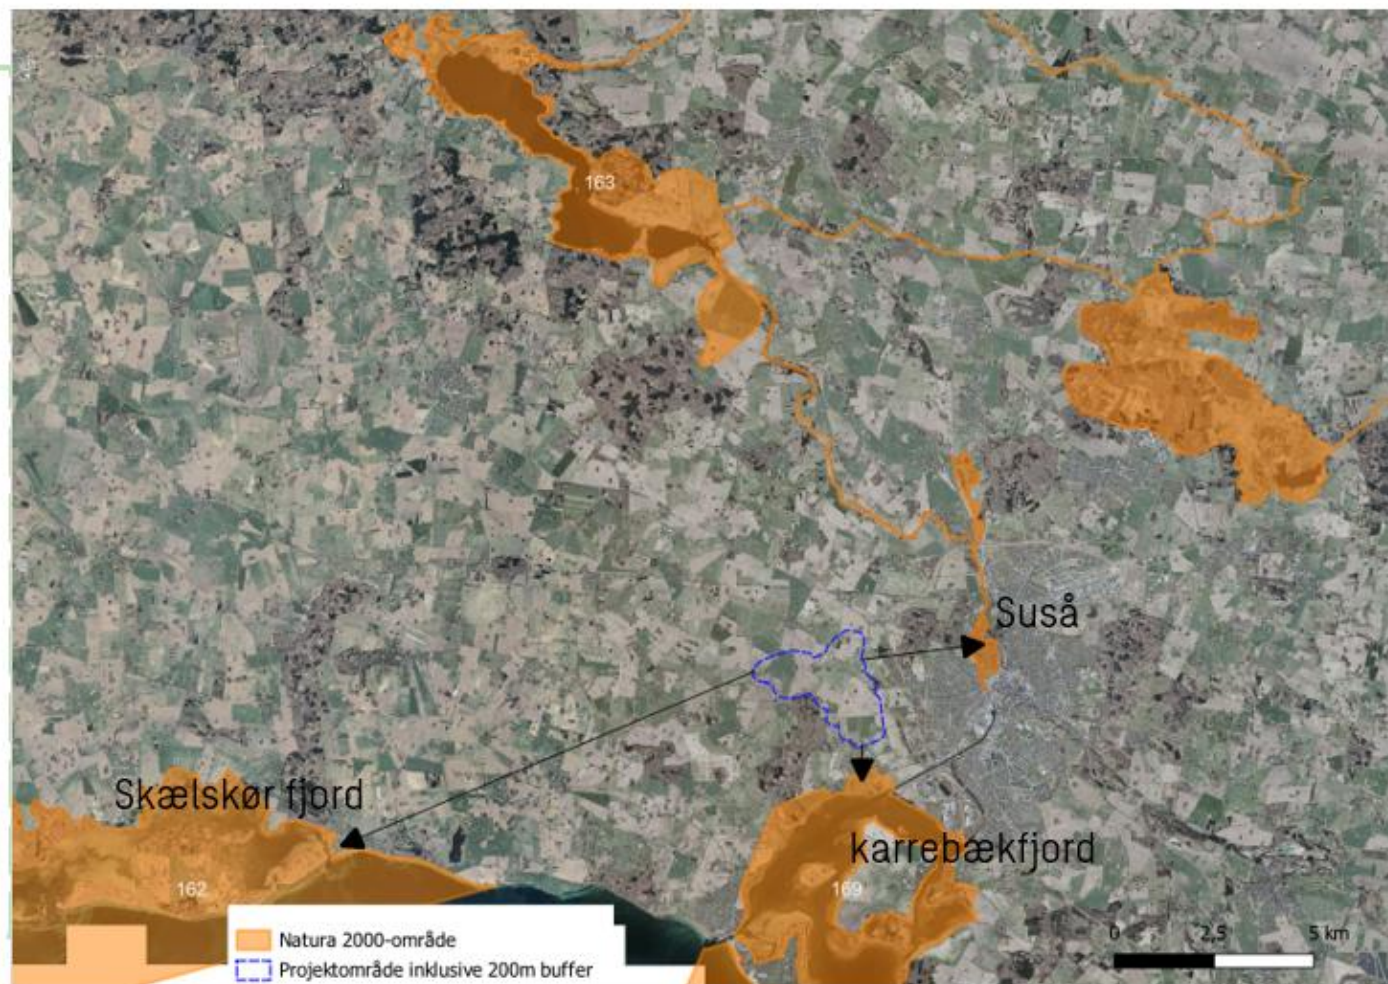 163
Suså
Skælskør fjord
karrebækfjord
162
169
Natura 2000-område
Projektområde inklusive 200m buffer
0 2,5 5 km